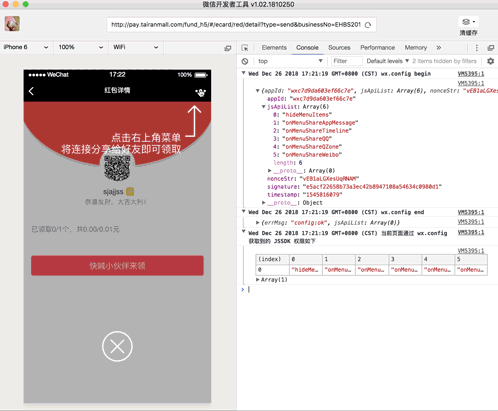 微信开发者工具 v1.02.1810250
http://pay.tairanmall.com/fund_h5/#/ecard/red/detail?type=send&businessNo=EHBS201
清缓存
iPhone 6 100% WiFi
Elements Console Sources Performance Memory
top Filter Default levels 2 items hidden by filters
WeChat 17:22 100%
红包详情
点击右上角菜单
将连接分享给好友即可领取
sjajjss
恭喜发财，大吉大利！
已领取0/1个，共0.00/0.01元
快喊小伙伴来领
Wed Dec 26 2018 17:21:19 GMT+0800 (CST) wx.config begin VM5395:1
VM5395:1
{appId: "wxc7d9da603ef66c7e", jsApiList: Array(6), nonceStr: "vEB1aLGXes
appId: "wxc7d9da603ef66c7e"
jsApiList: Array(6)
0: "hideMenuItems"
1: "onMenuShareAppMessage"
2: "onMenuShareTimeline"
3: "onMenuShareQQ"
4: "onMenuShareQZone"
5: "onMenuShareWeibo"
length: 6
__proto__: Array(0)
nonceStr: "vEB1aLGXesUqRNAM"
signature: "e5acf22658b73a3ec42b8947108a54634c0980d1"
timestamp: "1545816079"
__proto__: Object
Wed Dec 26 2018 17:21:19 GMT+0800 (CST) wx.config end VM5395:1
VM5395:1
{errMsg: "config:ok", jsApiList: Array(0)}
Wed Dec 26 2018 17:21:19 GMT+0800 (CST) 当前页面通过 wx.config VM5395:1
获取到的 JSSDK 权限如下
VM5395:1
(index) 0 1 2 3 4 5
0 "hideMe… "onMenu… "onMenu… "onMenu… "onMenu… "onMenu…
Array(1)